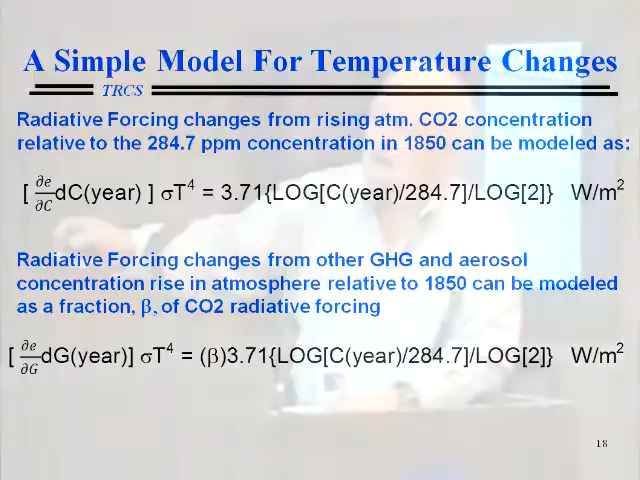 A Simple Model For Temperature Changes
TRCS
Radiative Forcing changes from rising atm. CO2 concentration
relative to the 284.7 ppm concentration in 1850 can be modeled as:
[ ∂e/∂C dC(year) ] σT⁴ = 3.71{LOG[C(year)/284.7]/LOG[2]} W/m²
Radiative Forcing changes from other GHG and aerosol
concentration rise in atmosphere relative to 1850 can be modeled
as a fraction, β, of CO2 radiative forcing
[ ∂e/∂G dG(year)] σT⁴ = (β)3.71{LOG[C(year)/284.7]/LOG[2]} W/m²
18